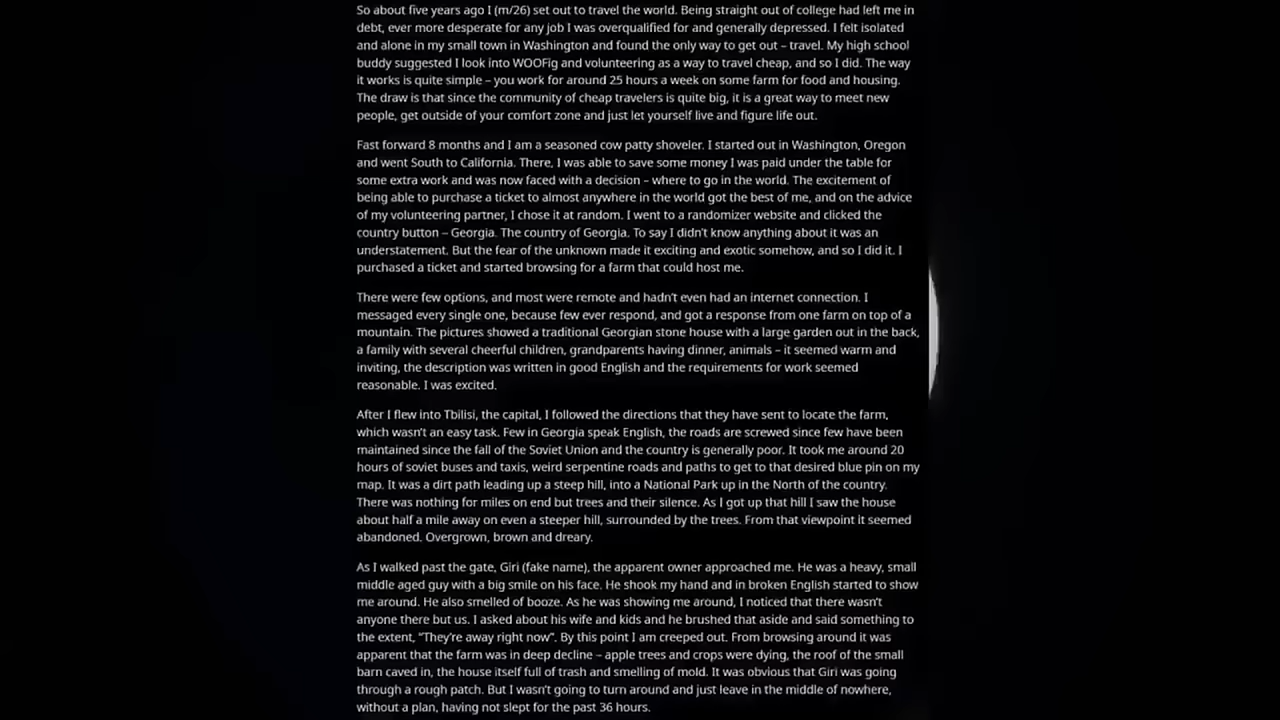 So about five years ago I (m/26) set out to travel the world. Being straight out of college had left me in
debt, ever more desperate for any job I was overqualified for and generally depressed. I felt isolated
and alone in my small town in Washington and found the only way to get out – travel. My high school
buddy suggested I look into WOOFig and volunteering as a way to travel cheap, and so I did. The way
it works is quite simple – you work for around 25 hours a week on some farm for food and housing.
The draw is that since the community of cheap travelers is quite big, it is a great way to meet new
people, get outside of your comfort zone and just let yourself live and figure life out.
Fast forward 8 months and I am a seasoned cow patty shoveler. I started out in Washington, Oregon
and went South to California. There, I was able to save some money I was paid under the table for
some extra work and was now faced with a decision – where to go in the world. The excitement of
being able to purchase a ticket to almost anywhere in the world got the best of me, and on the advice
of my volunteering partner, I chose it at random. I went to a randomizer website and clicked the
country button – Georgia. The country of Georgia. To say I didn't know anything about it was an
understatement. But the fear of the unknown made it exciting and exotic somehow, and so I did it. I
purchased a ticket and started browsing for a farm that could host me.
There were few options, and most were remote and hadn't even had an internet connection. I
messaged every single one, because few ever respond, and got a response from one farm on top of a
mountain. The pictures showed a traditional Georgian stone house with a large garden out in the back,
a family with several cheerful children, grandparents having dinner, animals – it seemed warm and
inviting, the description was written in good English and the requirements for work seemed
reasonable. I was excited.
After I flew into Tbilisi, the capital, I followed the directions that they have sent to locate the farm,
which wasn't an easy task. Few in Georgia speak English, the roads are screwed since few have been
maintained since the fall of the Soviet Union and the country is generally poor. It took me around 20
hours of soviet buses and taxis, weird serpentine roads and paths to get to that desired blue pin on my
map. It was a dirt path leading up a steep hill, into a National Park up in the North of the country.
There was nothing for miles on end but trees and their silence. As I got up that hill I saw the house
about half a mile away on even a steeper hill, surrounded by the trees. From that viewpoint it seemed
abandoned. Overgrown, brown and dreary.
As I walked past the gate, Giri (fake name), the apparent owner approached me. He was a heavy, small
middle aged guy with a big smile on his face. He shook my hand and in broken English started to show
me around. He also smelled of booze. As he was showing me around, I noticed that there wasn't
anyone there but us. I asked about his wife and kids and he brushed that aside and said something to
the extent, "They're away right now". By this point I am creeped out. From browsing around it was
apparent that the farm was in deep decline – apple trees and crops were dying, the roof of the small
barn caved in, the house itself full of trash and smelling of mold. It was obvious that Giri was going
through a rough patch. But I wasn't going to turn around and just leave in the middle of nowhere,
without a plan, having not slept for the past 36 hours.